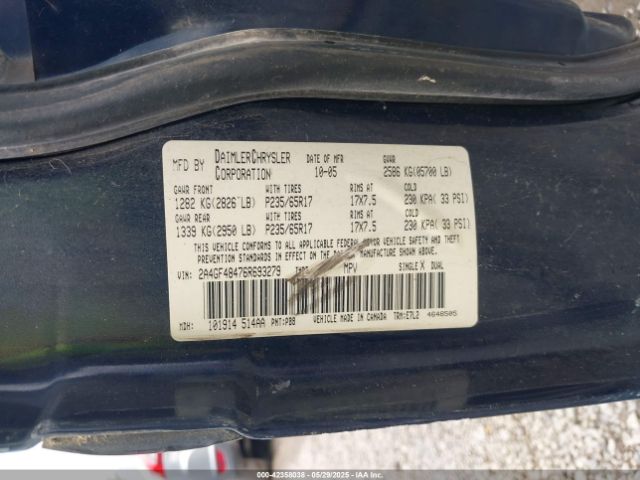 MFD BY DAIMLERCHRYSLER CORPORATION DATE OF MFR 10-05 GVWR 2586 KG(05700 LB)
GAWR FRONT WITH TIRES RIMS AT COLD
1282 KG(2826 LB) P235/65R17 17X7.5 230 KPA( 33 PSI)
GAWR REAR WITH TIRES RIMS AT COLD
1339 KG(2950 LB) P235/65R17 17X7.5 230 KPA( 33 PSI)
THIS VEHICLE CONFORMS TO ALL APPLICABLE FEDERAL MOTOR VEHICLE SAFETY AND THEFT
PREVENTION STANDARDS IN EFFECT ON THE DATE OF MANUFACTURE SHOWN ABOVE.
VIN: 2A4GF48476R693279 TYPE: MPV SINGLE X DUAL
MDH: 101914 514AA PNT:PBB VEHICLE MADE IN CANADA TRM:E7L2 4648505
000-42358038 - 05/29/2025 - IAAI.COM